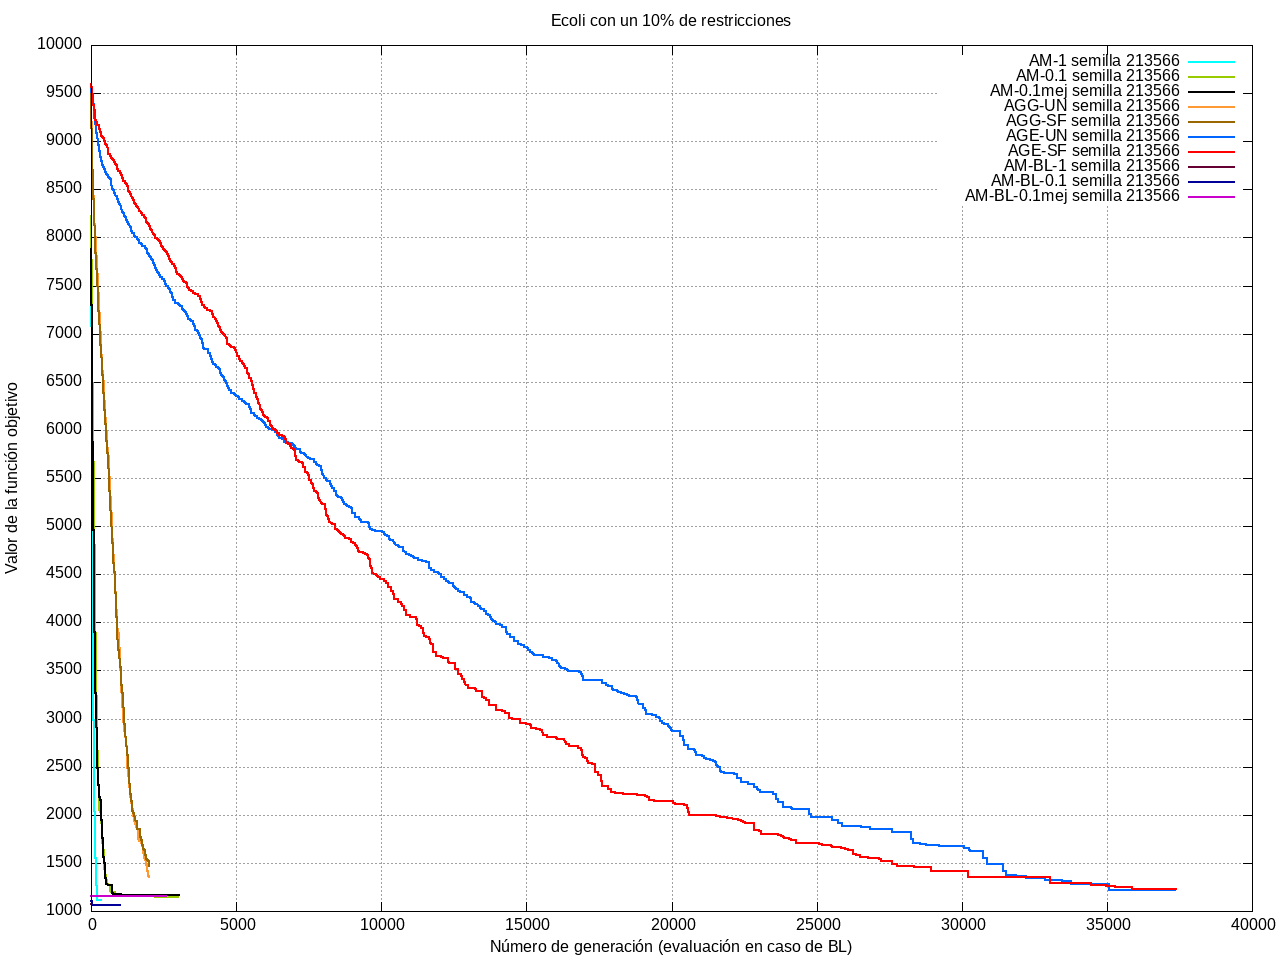 Ecoli con un 10% de restricciones
10000
9500
9000
8500
8000
7500
7000
6500
6000
5500
5000
4500
4000
3500
3000
2500
2000
1500
1000
Valor de la función objetivo
AM-1 semilla 213566
AM-0.1 semilla 213566
AM-0.1mej semilla 213566
AGG-UN semilla 213566
AGG-SF semilla 213566
AGE-UN semilla 213566
AGE-SF semilla 213566
AM-BL-1 semilla 213566
AM-BL-0.1 semilla 213566
AM-BL-0.1mej semilla 213566
0 5000 10000 15000 20000 25000 30000 35000 40000
Número de generación (evaluación en caso de BL)